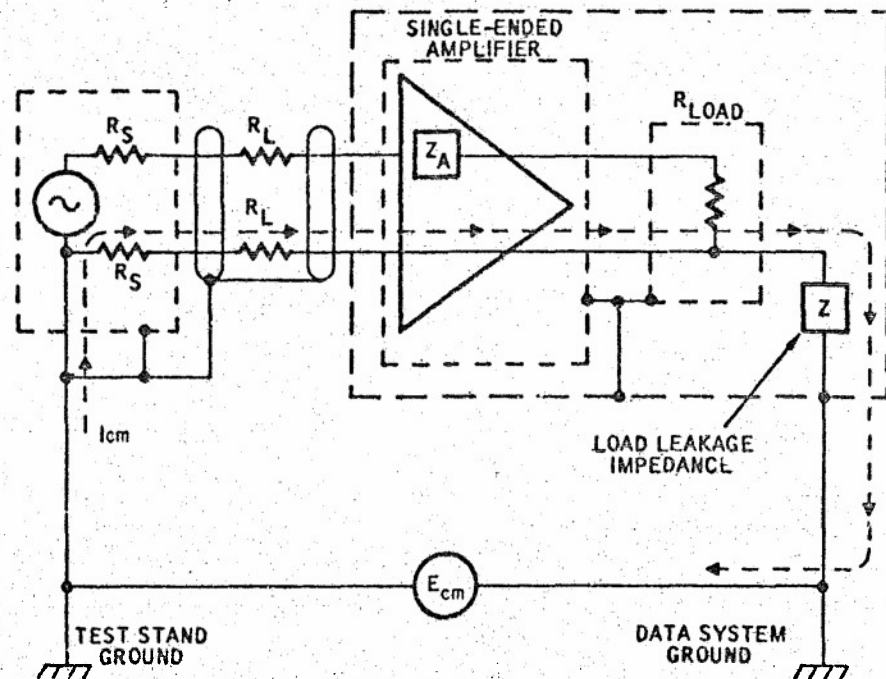 SINGLE-ENDED
AMPLIFIER
R_S
R_L
Z_A
R_LOAD
R_L
R_S
Z
I_cm
LOAD LEAKAGE
IMPEDANCE
E_cm
TEST STAND
GROUND
DATA SYSTEM
GROUND